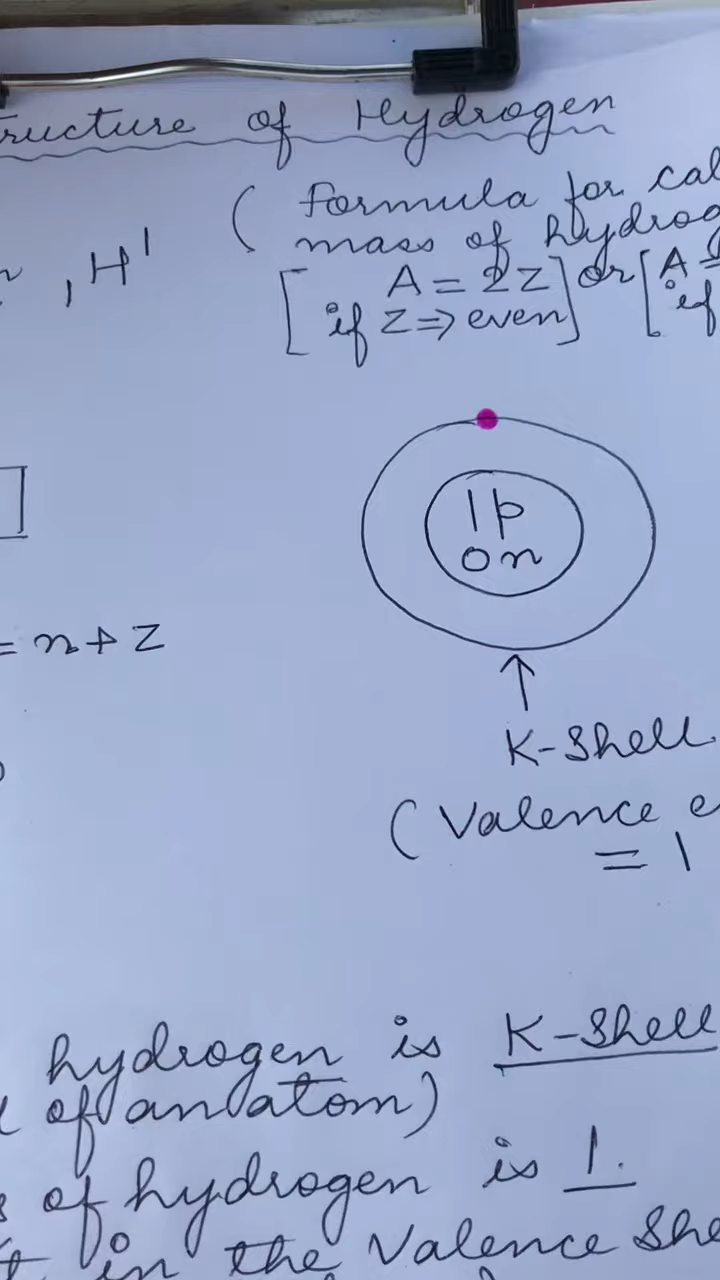 tructure of Hydrogen
( Formula for cal
mass of hydrog
, H¹
[ A = 2Z ] or [ A =
if Z ⇒ even if
1p
0n
= n + Z
K-Shell
( Valence e
= 1
hydrogen is K-Shell
of an atom)
of hydrogen is 1.
in the Valence She